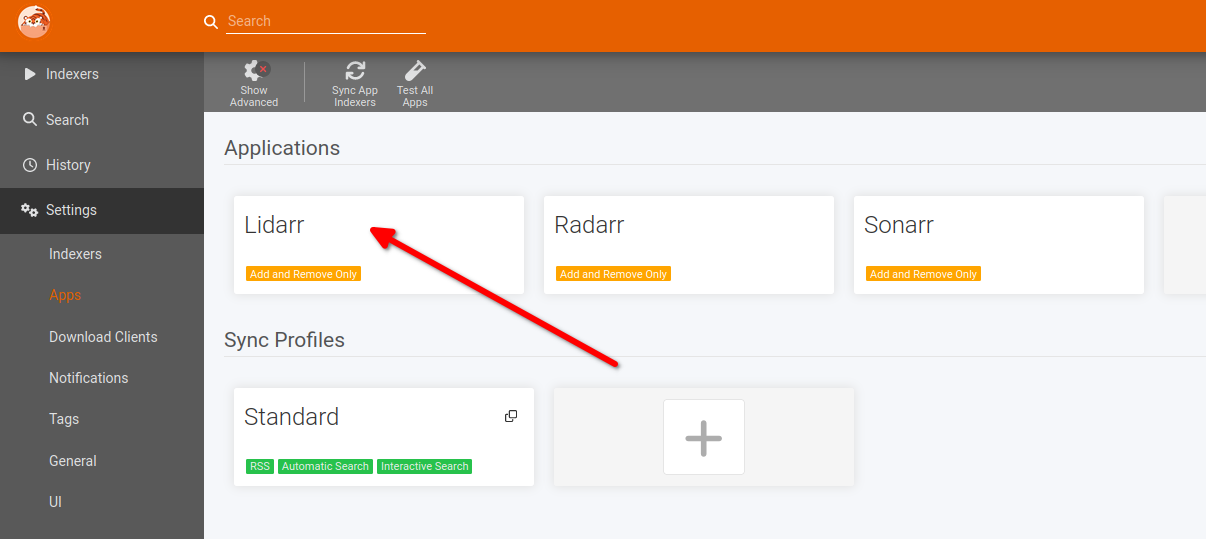 Search
Indexers
Search
History
Settings
Indexers
Apps
Download Clients
Notifications
Tags
General
UI
Show
Advanced
Sync App
Indexers
Test All
Apps
Applications
Lidarr
Add and Remove Only
Radarr
Add and Remove Only
Sonarr
Add and Remove Only
Sync Profiles
Standard
RSS Automatic Search Interactive Search